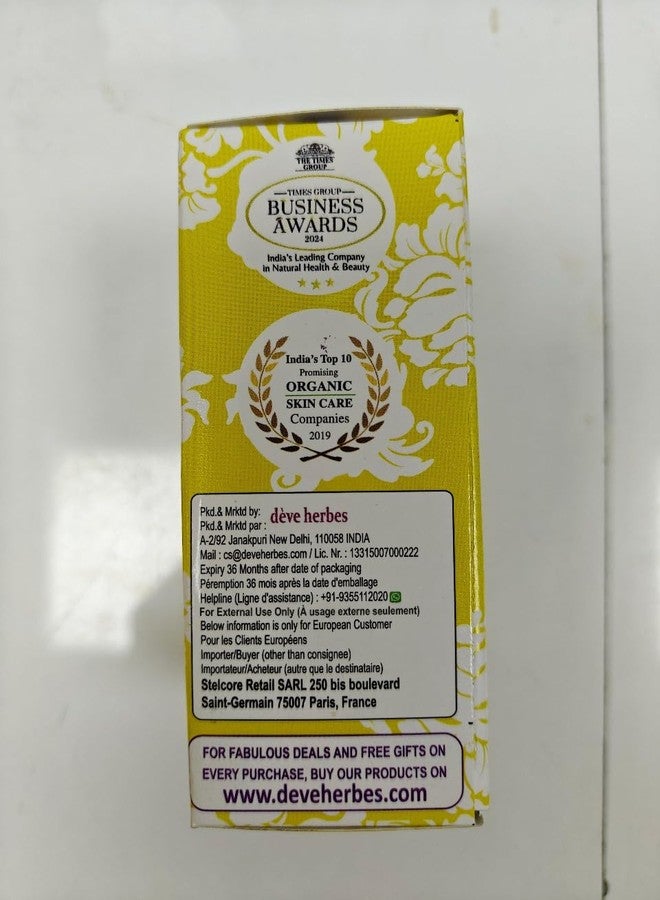 THE TIMES
GROUP
TIMES GROUP
BUSINESS
AWARDS
2024
India's Leading Company
in Natural Health & Beauty
India's Top 10
Promising
ORGANIC
SKIN CARE
Companies
2019
Pkd.& Mrktd by: dève herbes
Pkd.& Mrktd par :
A-2/92 Janakpuri New Delhi, 110058 INDIA
Mail : cs@deveherbes.com / Lic. Nr. : 13315007000222
Expiry 36 Months after date of packaging
Péremption 36 mois après la date d'emballage
Helpline (Ligne d'assistance) : +91-9355112020
For External Use Only (À usage externe seulement)
Below information is only for European Customer
Pour les Clients Européens
Importer/Buyer (other than consignee)
Importateur/Acheteur (autre que le destinataire)
Stelcore Retail SARL 250 bis boulevard
Saint-Germain 75007 Paris, France
FOR FABULOUS DEALS AND FREE GIFTS ON
EVERY PURCHASE, BUY OUR PRODUCTS ON
www.deveherbes.com